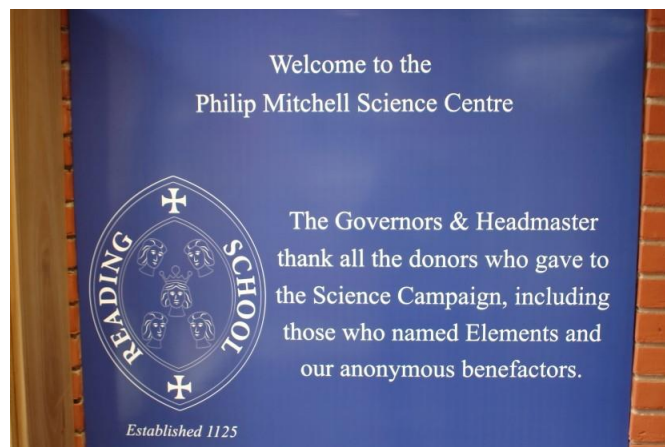 Welcome to the
Philip Mitchell Science Centre
READING SCHOOL
Established 1125
The Governors & Headmaster
thank all the donors who gave to
the Science Campaign, including
those who named Elements and
our anonymous benefactors.